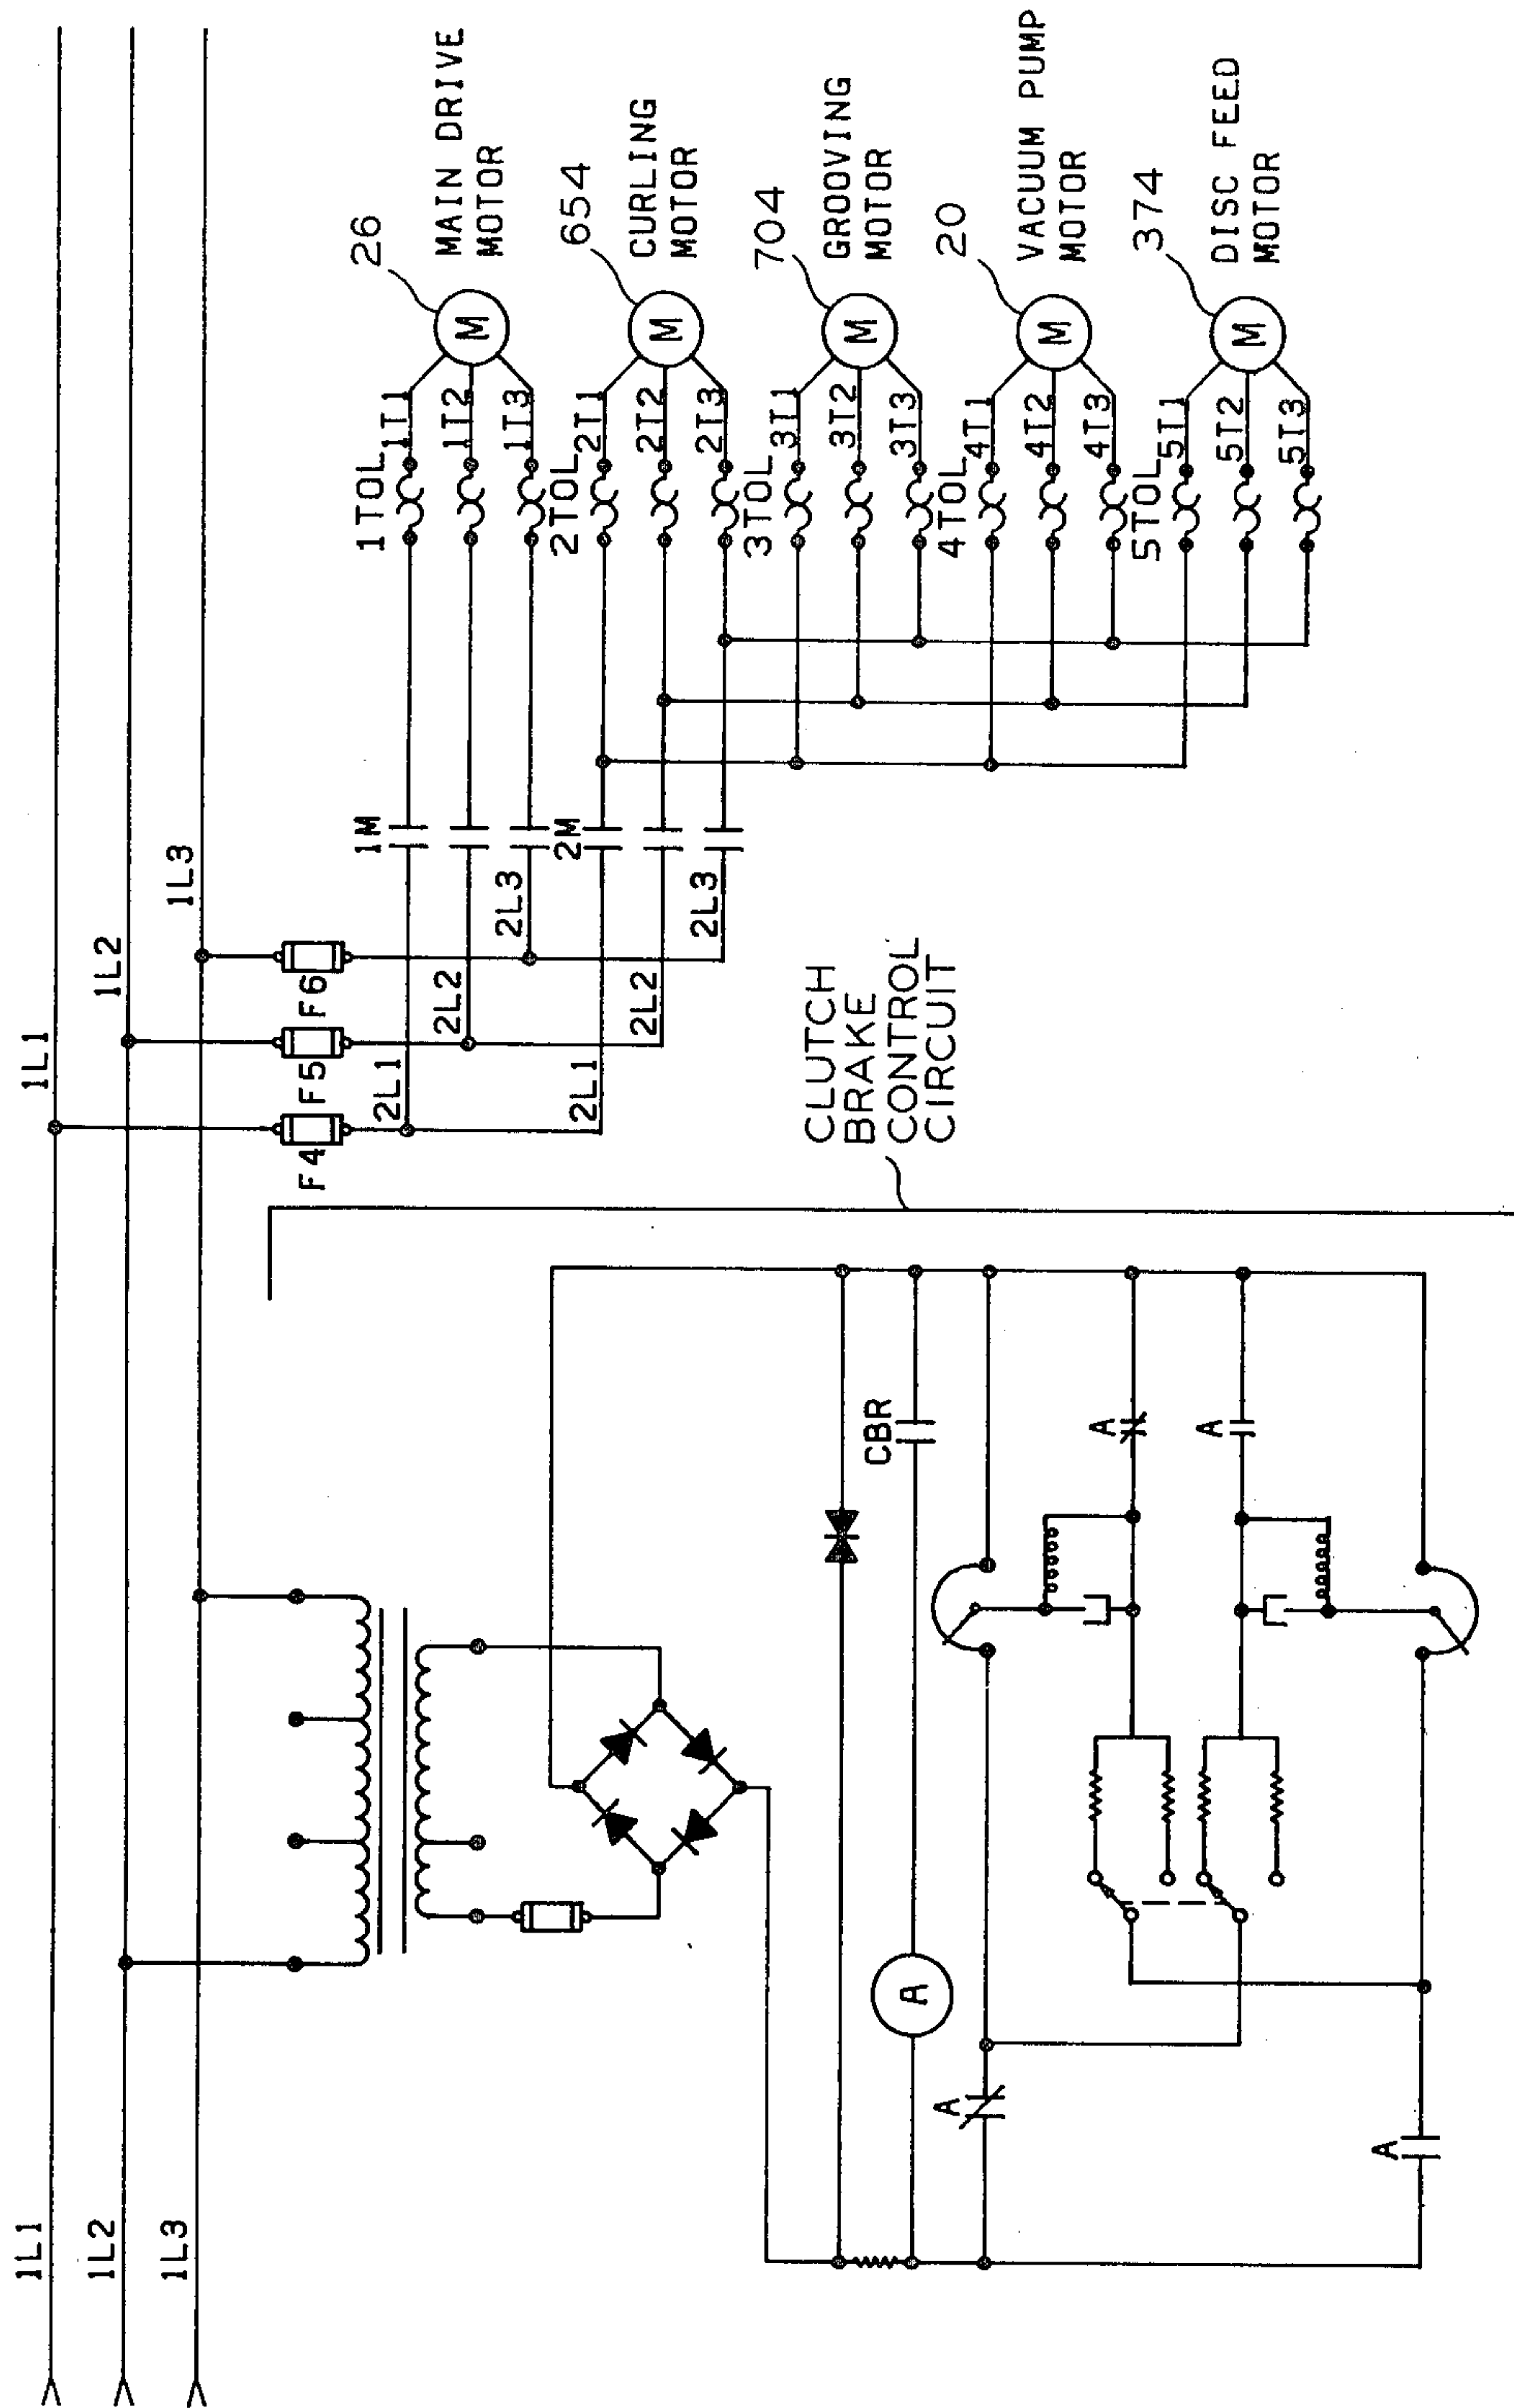 1L1
1L2
1L3
1L1
1L2
1L3
F4
F5
F6
2L1
2L2
2L3
2L1
2L2
2L3
1M
2M
1TOL
1T1
1T2
1T3
26
MAIN DRIVE
MOTOR
M
2TOL
2T1
2T2
2T3
654
CURLING
MOTOR
M
3TOL
3T1
3T2
3T3
704
GROOVING
MOTOR
M
4TOL
4T1
4T2
4T3
20
VACUUM PUMP
MOTOR
M
5TOL
5T1
5T2
5T3
374
DISC FEED
MOTOR
M
CLUTCH
BRAKE
CONTROL
CIRCUIT
CBR
A
A
A
A
A